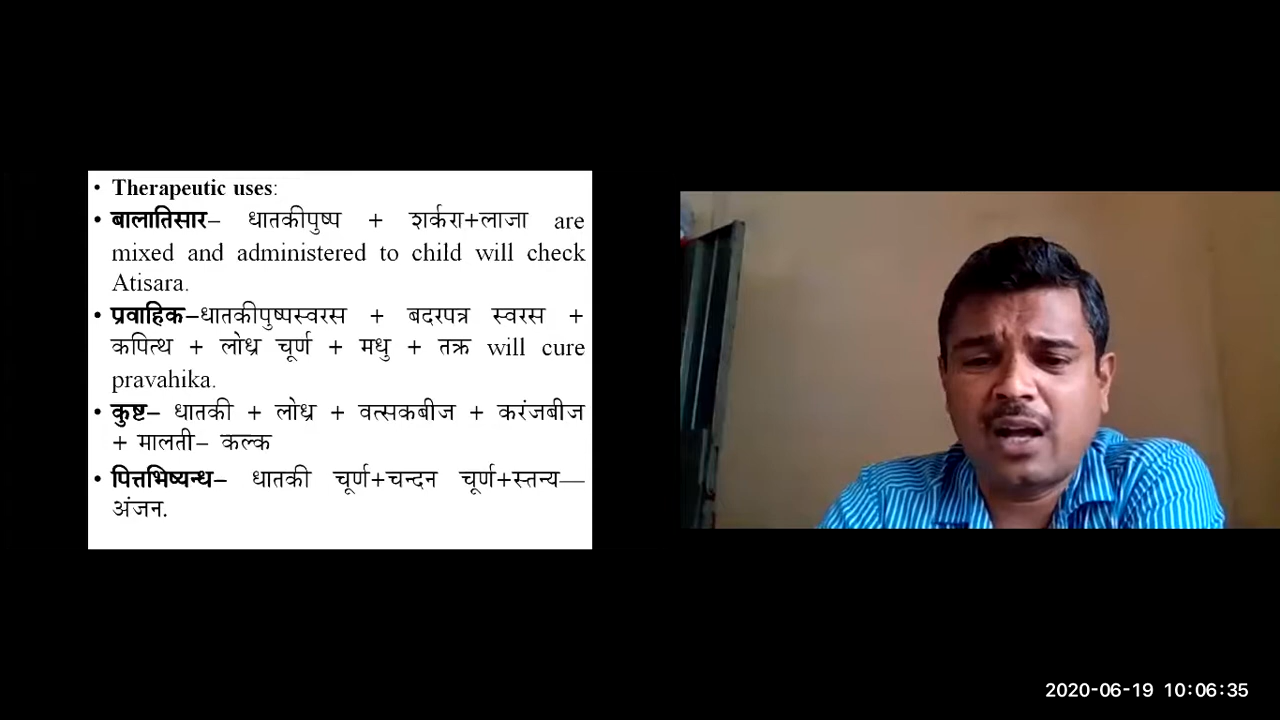 • Therapeutic uses:
• बालातिसार– धातकीपुष्प + शर्करा+लाजा are
mixed and administered to child will check
Atisara.
• प्रवाहिक–धातकीपुष्पस्वरस + बदरपत्र स्वरस +
कपित्थ + लोध्र चूर्ण + मधु + तक्र will cure
pravahika.
• कुष्ट– धातकी + लोध्र + वत्सकबीज + करंजबीज
+ मालती– कल्क
• पित्तभिष्यन्ध– धातकी चूर्ण+चन्दन चूर्ण+स्तन्य—
अंजन.
2020-06-19 10:06:35